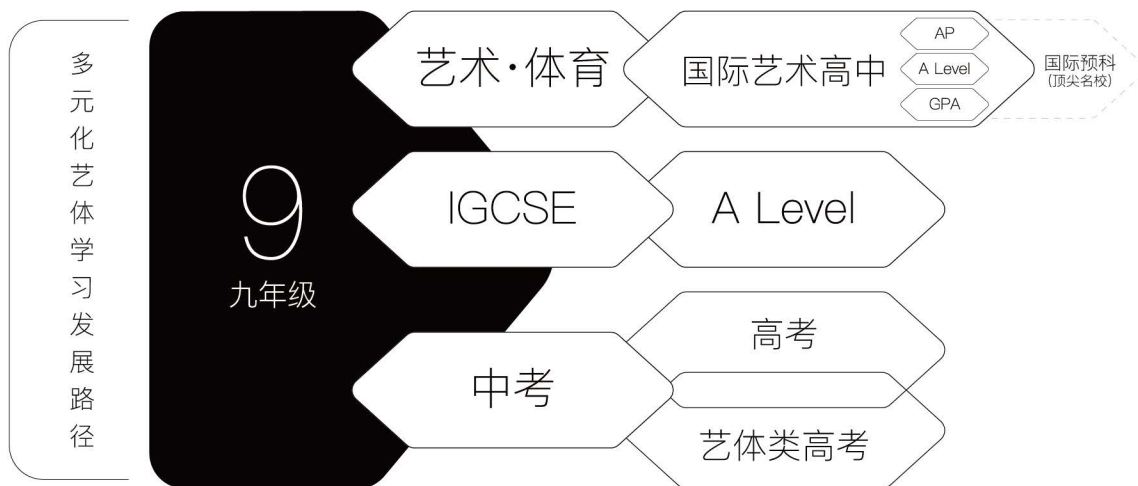 多元化艺体学习发展路径
9
九年级
艺术·体育
国际艺术高中
AP
A Level
GPA
国际预科
(顶尖名校)
IGCSE
A Level
中考
高考
艺体类高考